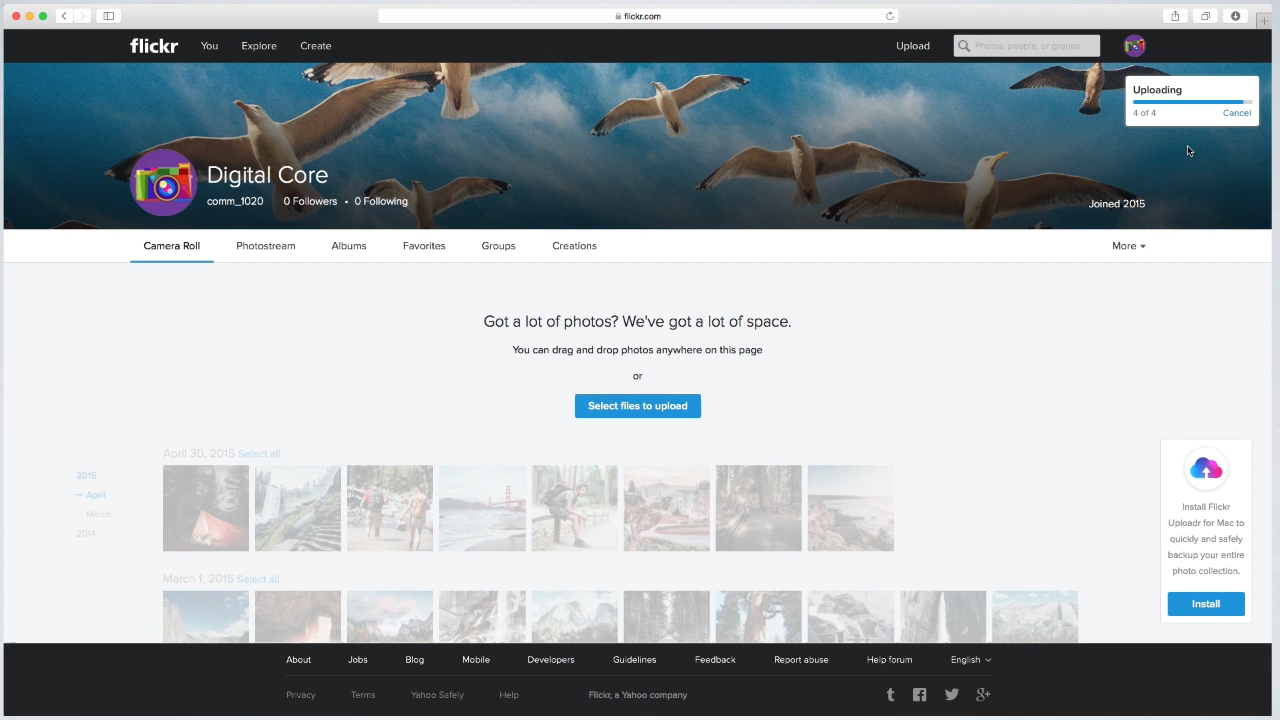 flickr.com
flickr You Explore Create Upload Photos, people, or groups
Uploading
4 of 4 Cancel
Digital Core
comm_1020 0 Followers • 0 Following
Joined 2015
Camera Roll Photostream Albums Favorites Groups Creations More
Got a lot of photos? We've got a lot of space.
You can drag and drop photos anywhere on this page
or
Select files to upload
April 30, 2015 Select all
2015
— April
— March
2014
Install Flickr
Uploadr for Mac to
quickly and safely
backup your entire
photo collection.
Install
March 1, 2015 Select all
About Jobs Blog Mobile Developers Guidelines Feedback Report abuse Help forum English
Privacy Terms Yahoo Safely Help Flickr, a Yahoo company